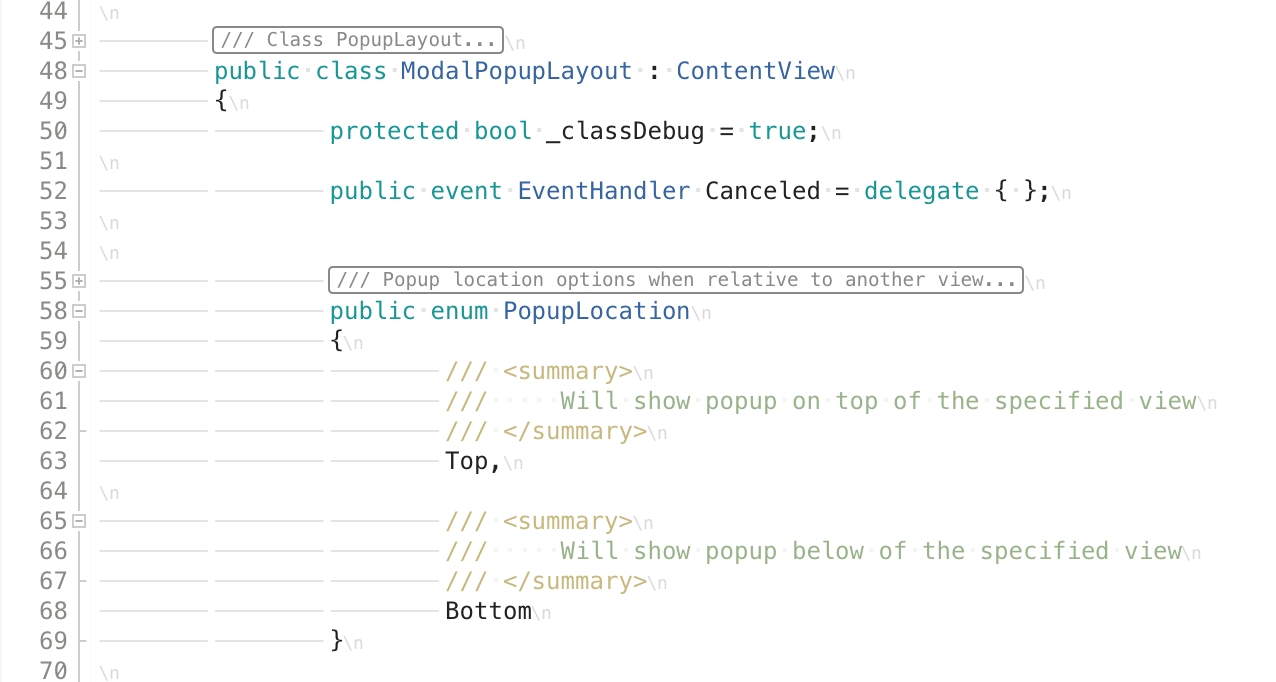 44 \n
45 /// Class PopupLayout...\n
48 public class ModalPopupLayout : ContentView\n
49 {\n
50 protected bool _classDebug = true;\n
51 \n
52 public event EventHandler Canceled = delegate { };\n
53 \n
54 \n
55 /// Popup location options when relative to another view...\n
58 public enum PopupLocation\n
59 {\n
60 /// <summary>\n
61 ///     Will show popup on top of the specified view\n
62 /// </summary>\n
63 Top,\n
64 \n
65 /// <summary>\n
66 ///     Will show popup below of the specified view\n
67 /// </summary>\n
68 Bottom\n
69 }\n
70 \n